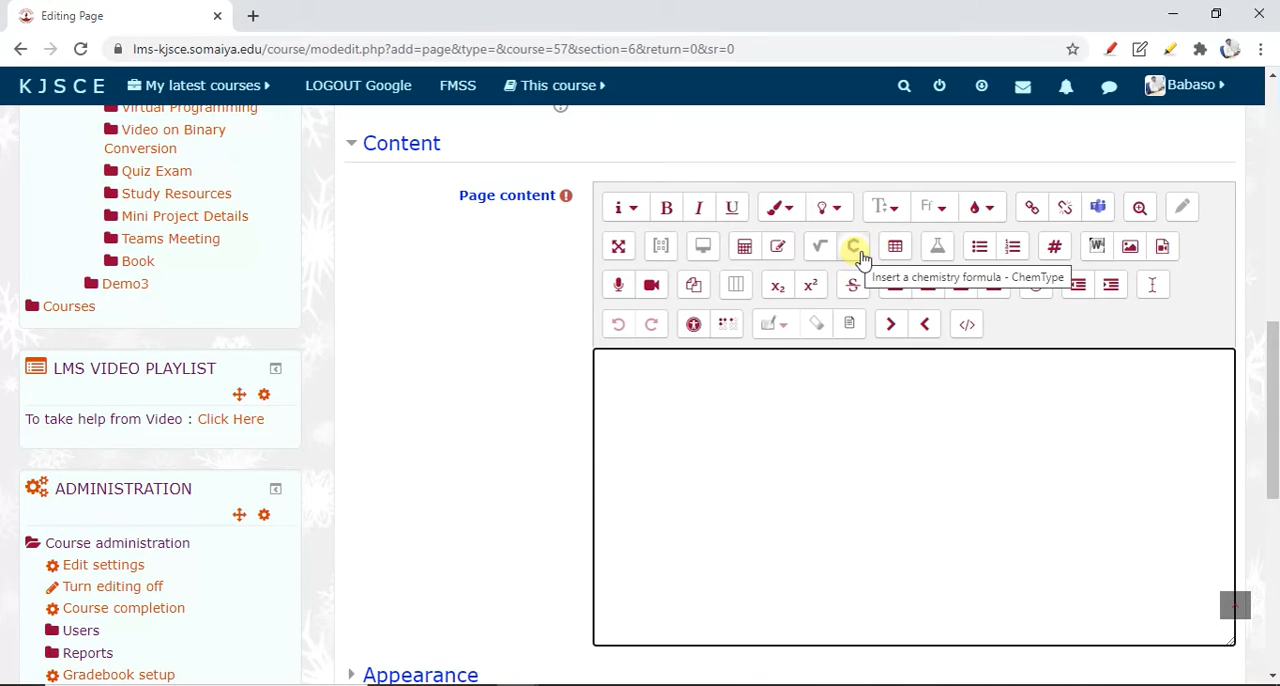 Editing Page
lms-kjsce.somaiya.edu/course/modedit.php?add=page&type=&course=57&section=6&return=0&sr=0
K J S C E My latest courses LOGOUT Google FMSS This course Babaso
Virtual Programming
Video on Binary
Conversion
Quiz Exam
Study Resources
Mini Project Details
Teams Meeting
Book
Demo3
Courses
LMS VIDEO PLAYLIST
To take help from Video : Click Here
ADMINISTRATION
Course administration
Edit settings
Turn editing off
Course completion
Users
Reports
Gradebook setup
Content
Page content
Insert a chemistry formula - ChemType
Appearance